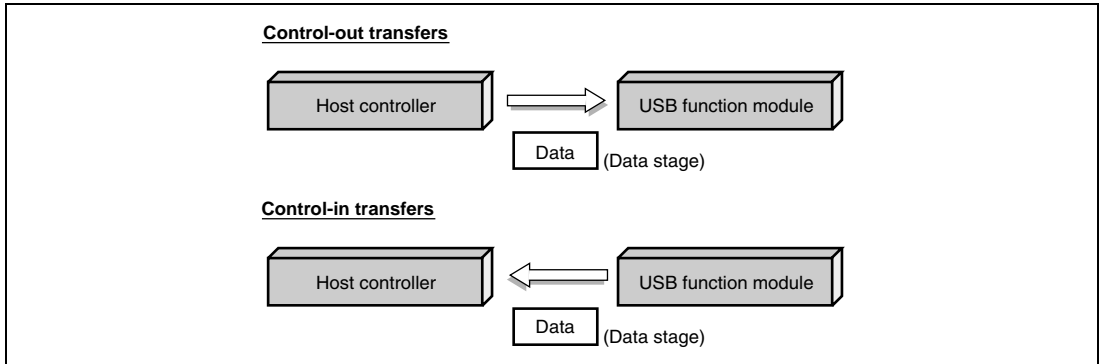 Control-out transfers
Host controller
USB function module
Data
(Data stage)
Control-in transfers
Host controller
USB function module
Data
(Data stage)